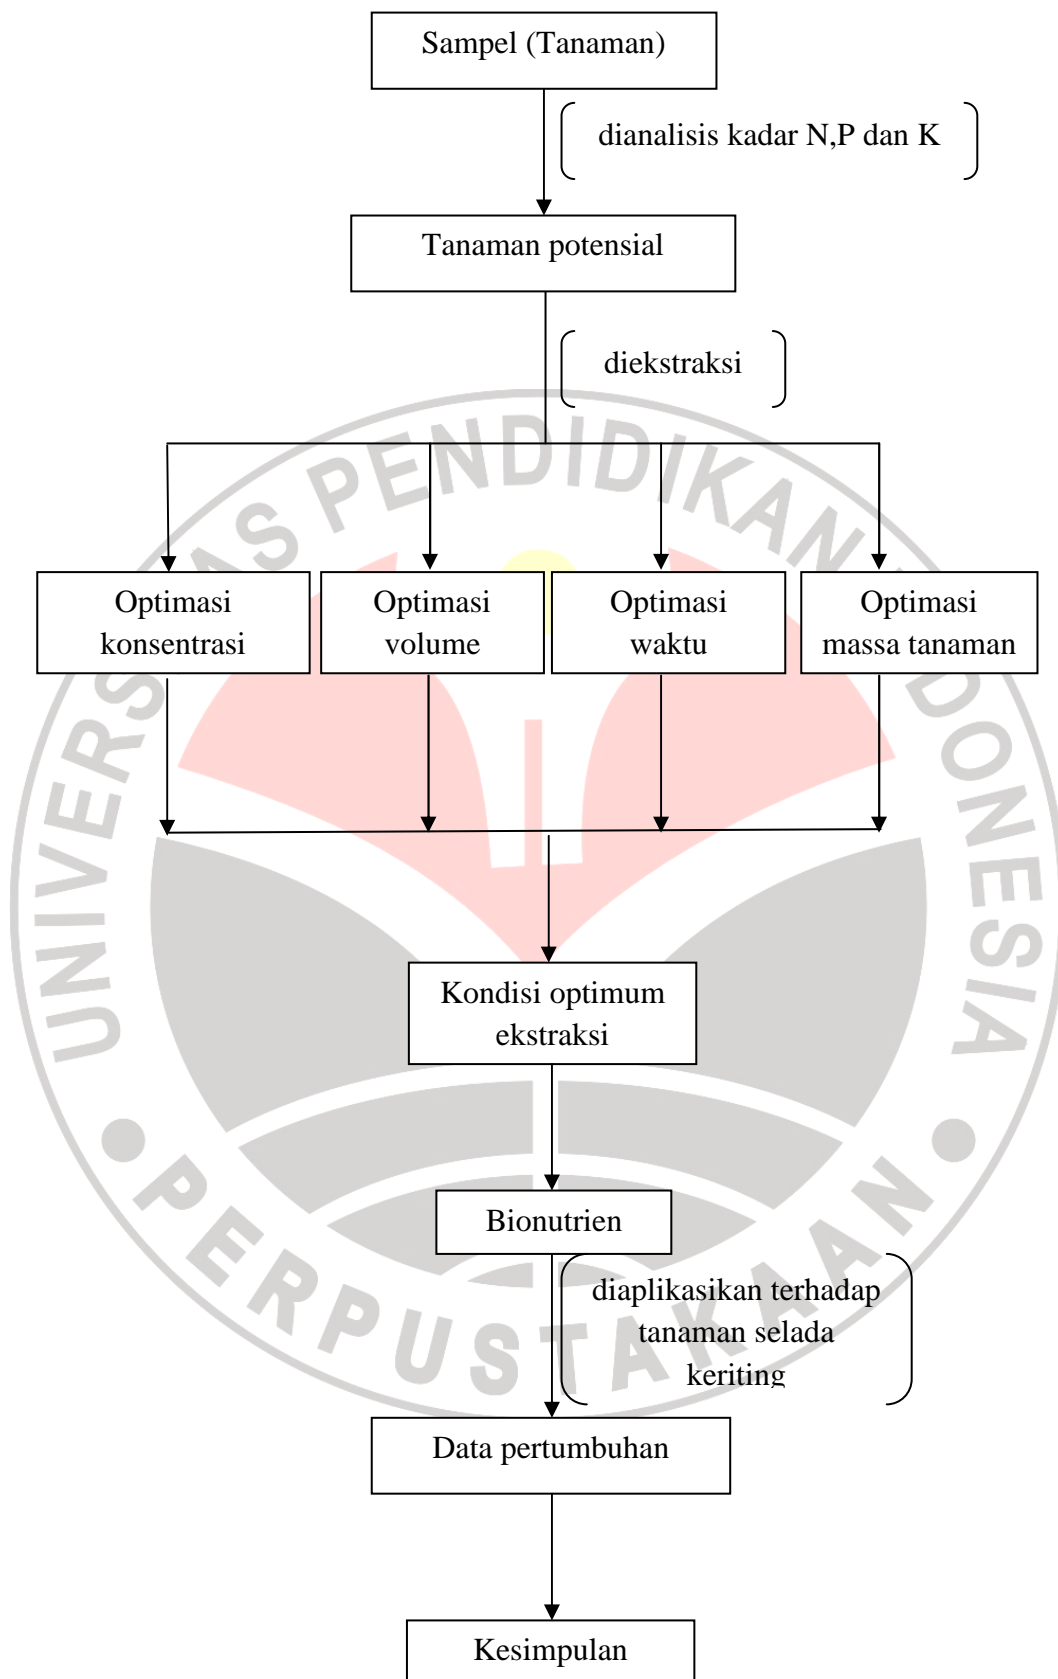 Sampel (Tanaman)
dianalisis kadar N,P dan K
Tanaman potensial
diekstraksi
Optimasi
konsentrasi
Optimasi
volume
Optimasi
waktu
Optimasi
massa tanaman
Kondisi optimum
ekstraksi
Bionutrien
diaplikasikan terhadap
tanaman selada
keriting
Data pertumbuhan
Kesimpulan
UNIVERSITAS PENDIDIKAN INDONESIA
PERPUSTAKAAN